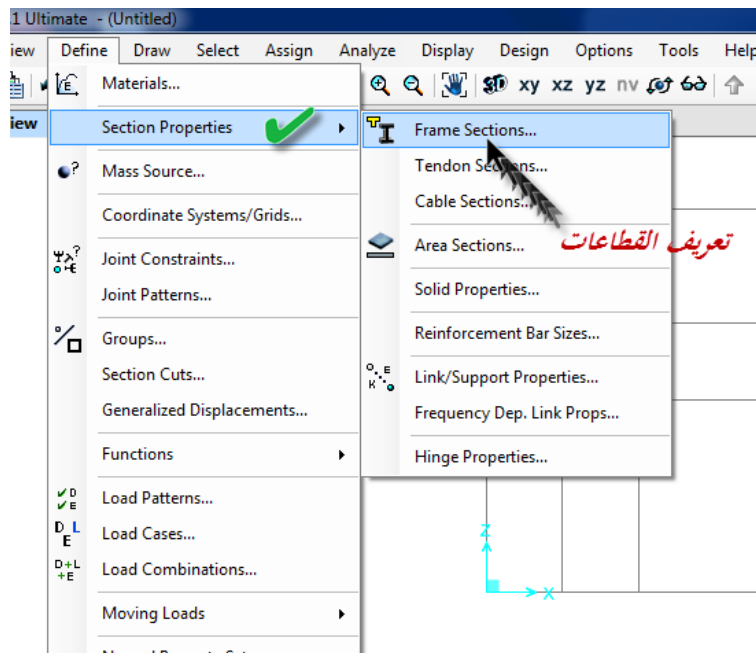 1 Ultimate - (Untitled)
iew Define Draw Select Assign Analyze Display Design Options Tools Help
xy xz yz nv
iew
Materials...
Section Properties
Frame Sections...
Tendon Sections...
Mass Source...
Cable Sections...
Coordinate Systems/Grids...
Area Sections...
تعريف القطاعات
Joint Constraints...
Joint Patterns...
Solid Properties...
Groups...
Reinforcement Bar Sizes...
Section Cuts...
Link/Support Properties...
Generalized Displacements...
Frequency Dep. Link Props...
Functions
Hinge Properties...
Load Patterns...
Load Cases...
Z
Load Combinations...
X
Moving Loads